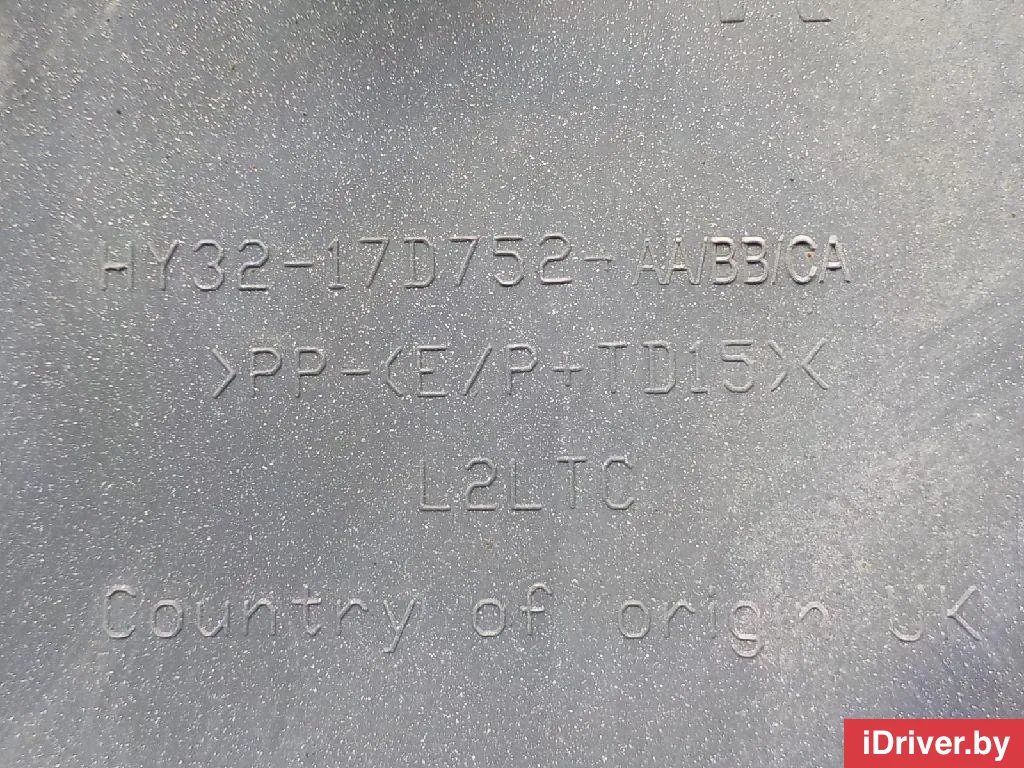 HY32-17D752-AA/BB/CA
>PP-(E/P+TD15)<
L2LTC
Country of origin UK
iDriver.by